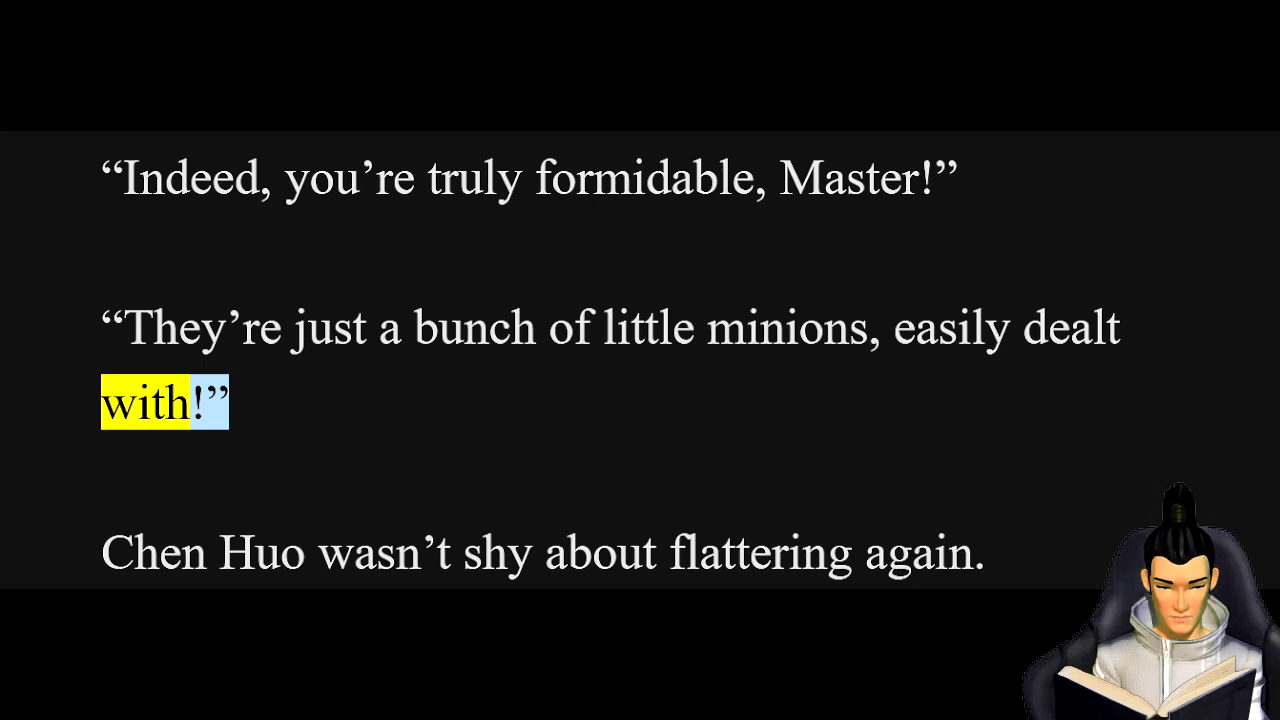 “Indeed, you’re truly formidable, Master!”
“They’re just a bunch of little minions, easily dealt
with!”
Chen Huo wasn’t shy about flattering again.